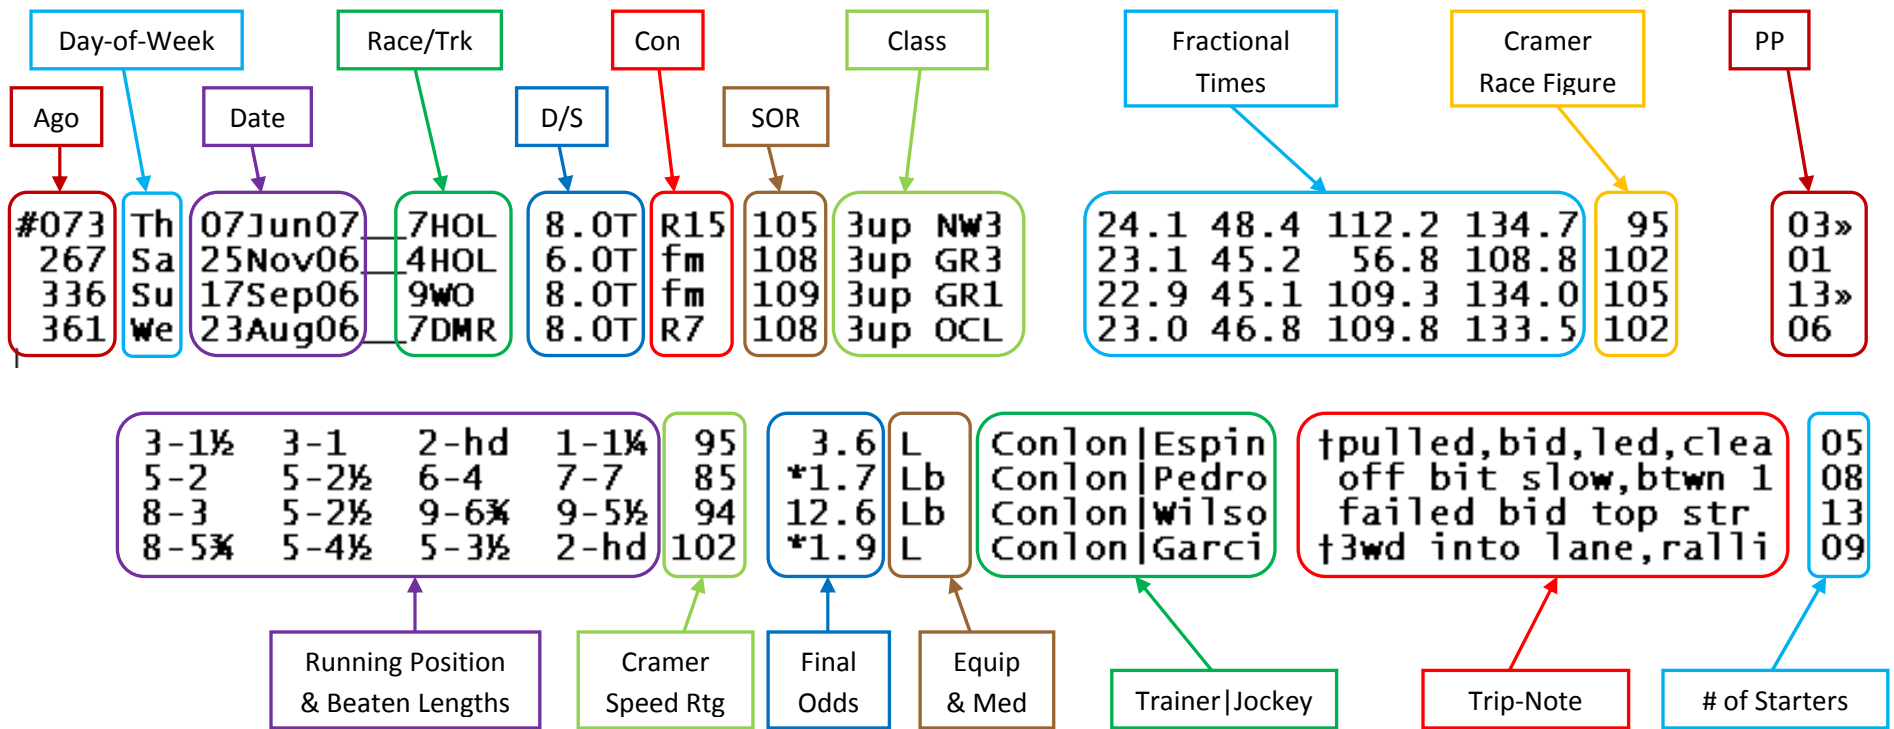 Day-of-Week Race/Trk Con Class Fractional Times Cramer Race Figure PP
Ago Date D/S SOR
#073 Th 07Jun07__7HOL 8.0T R15 105 3up NW3 24.1 48.4 112.2 134.7 95 03»
267 Sa 25Nov06__4HOL 6.0T fm 108 3up GR3 23.1 45.2 56.8 108.8 102 01
336 Su 17Sep06 9WO 8.0T fm 109 3up GR1 22.9 45.1 109.3 134.0 105 13»
361 We 23Aug06__7DMR 8.0T R7 108 3up OCL 23.0 46.8 109.8 133.5 102 06
3-1½ 3-1 2-hd 1-1¼ 95 3.6 L Conlon|Espin †pulled,bid,led,clea 05
5-2 5-2½ 6-4 7-7 85 *1.7 Lb Conlon|Pedro off bit slow,btwn 1 08
8-3 5-2½ 9-6¾ 9-5½ 94 12.6 Lb Conlon|Wilso failed bid top str 13
8-5¾ 5-4½ 5-3½ 2-hd 102 *1.9 L Conlon|Garci †3wd into lane,ralli 09
Running Position & Beaten Lengths
Cramer Speed Rtg
Final Odds
Equip & Med
Trainer|Jockey
Trip-Note
# of Starters